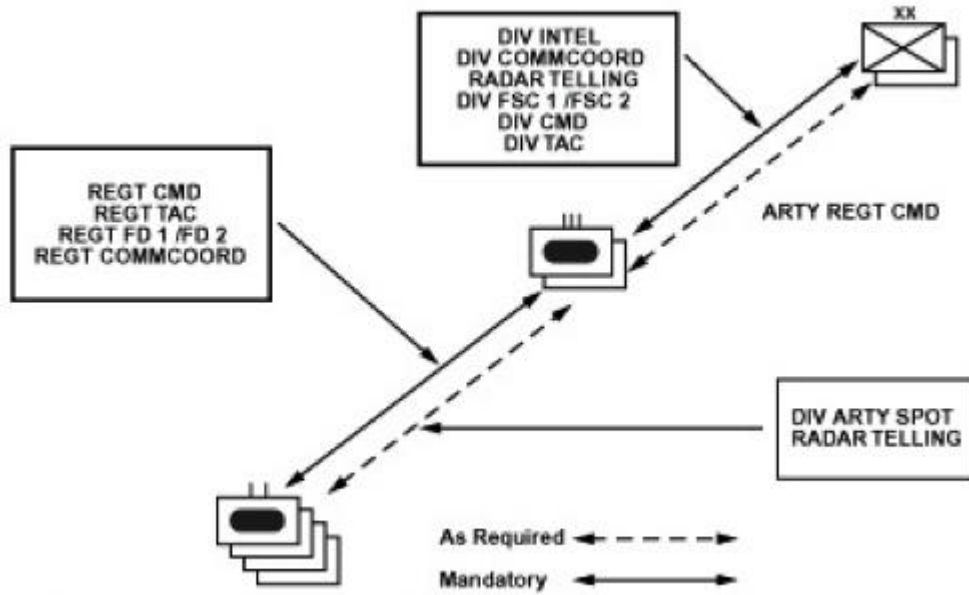 XX
DIV INTEL
DIV COMMCOORD
RADAR TELLING
DIV FSC 1 /FSC 2
DIV CMD
DIV TAC
ARTY REGT CMD
REGT CMD
REGT TAC
REGT FD 1 /FD 2
REGT COMMCOORD
DIV ARTY SPOT
RADAR TELLING
As Required
Mandatory